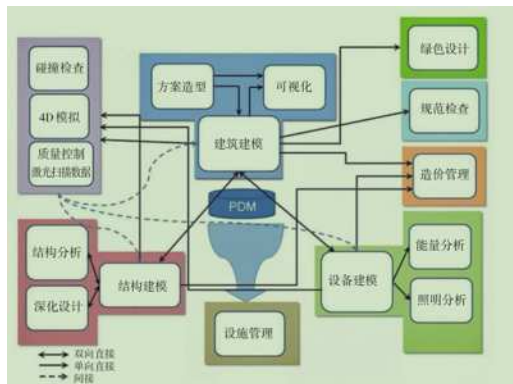 碰撞检查
4D模拟
质量控制
激光扫描数据
方案造型
可视化
建筑建模
绿色设计
规范检查
造价管理
PDM
结构分析
深化设计
结构建模
设备建模
能量分析
照明分析
设施管理
双向直接
单向直接
间接